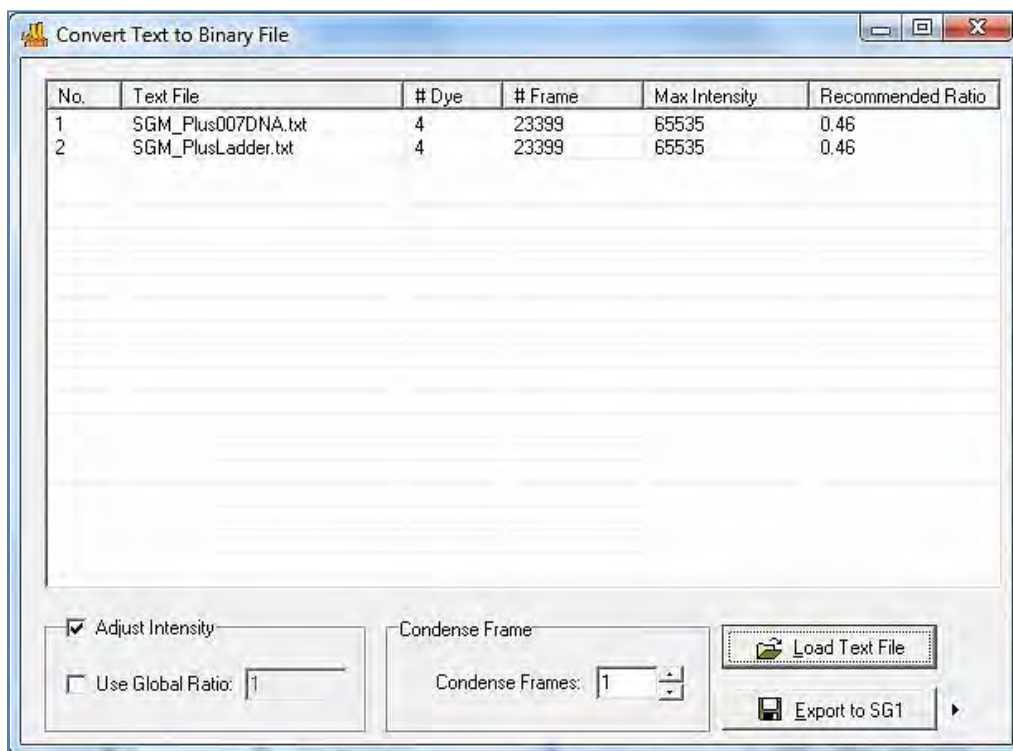 Convert Text to Binary File
No. Text File # Dye # Frame Max Intensity Recommended Ratio
1 SGM_Plus007DNA.txt 4 23399 65535 0.46
2 SGM_PlusLadder.txt 4 23399 65535 0.46
Adjust Intensity Condense Frame
Load Text File
Use Global Ratio: 1 Condense Frames: 1
Export to SG1